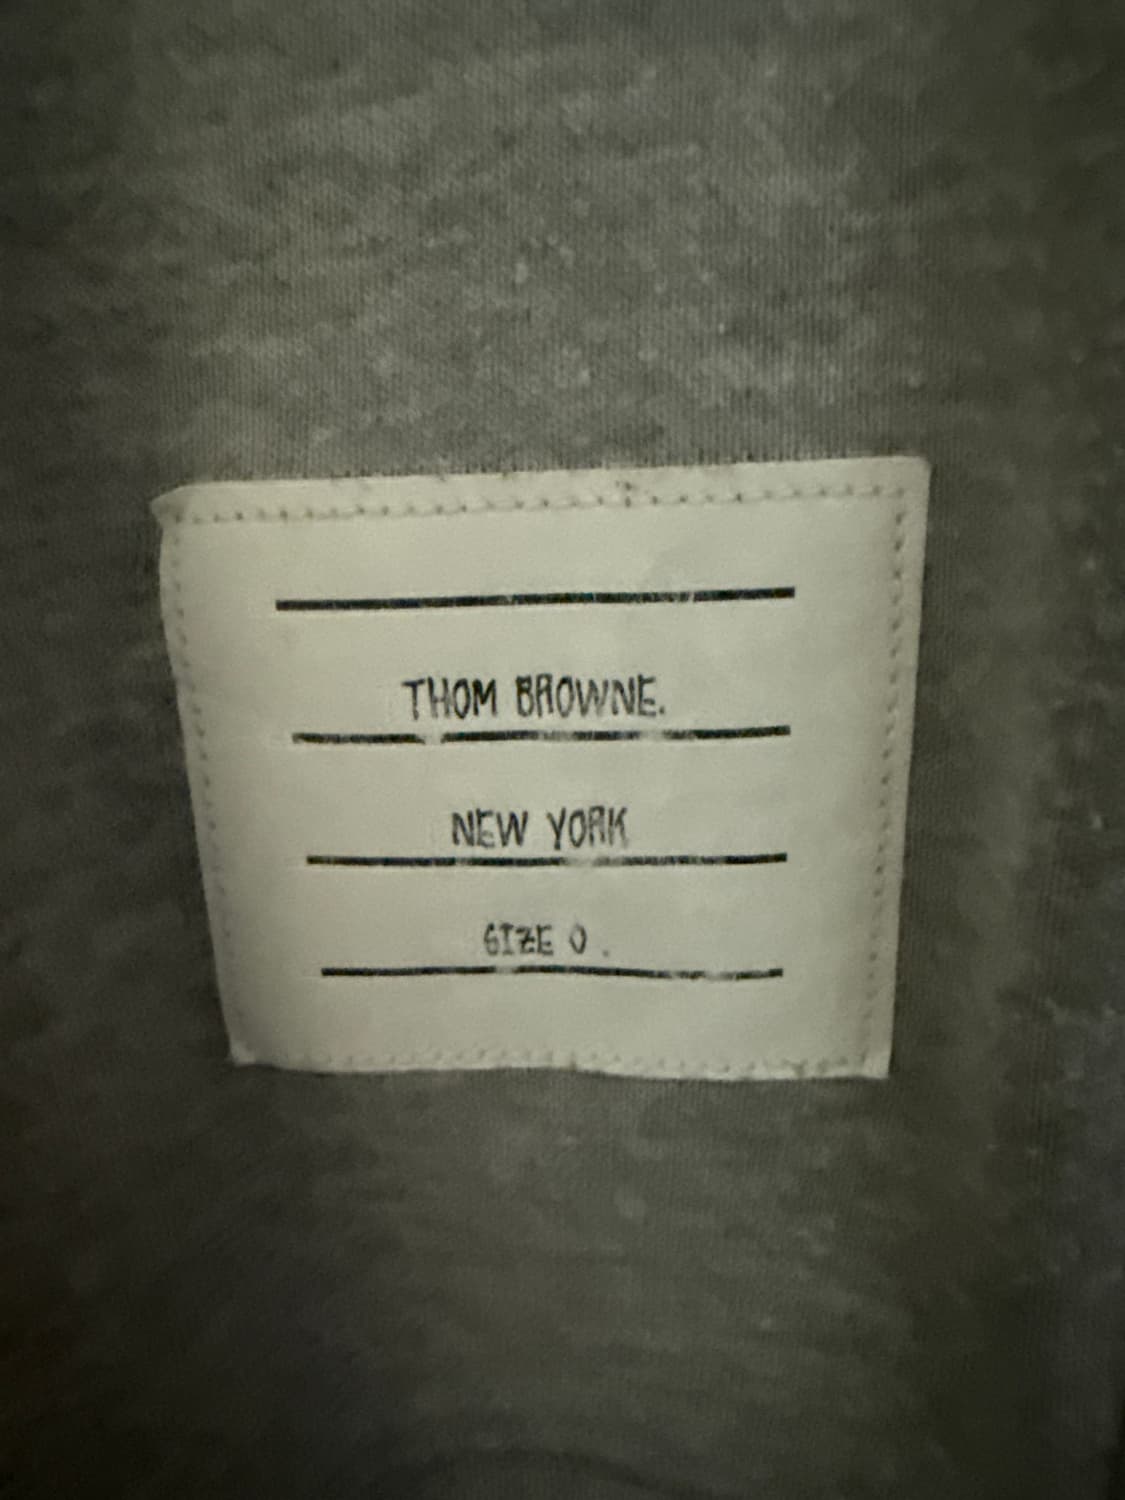 THOM BROWNE.
NEW YORK
SIZE 0 .